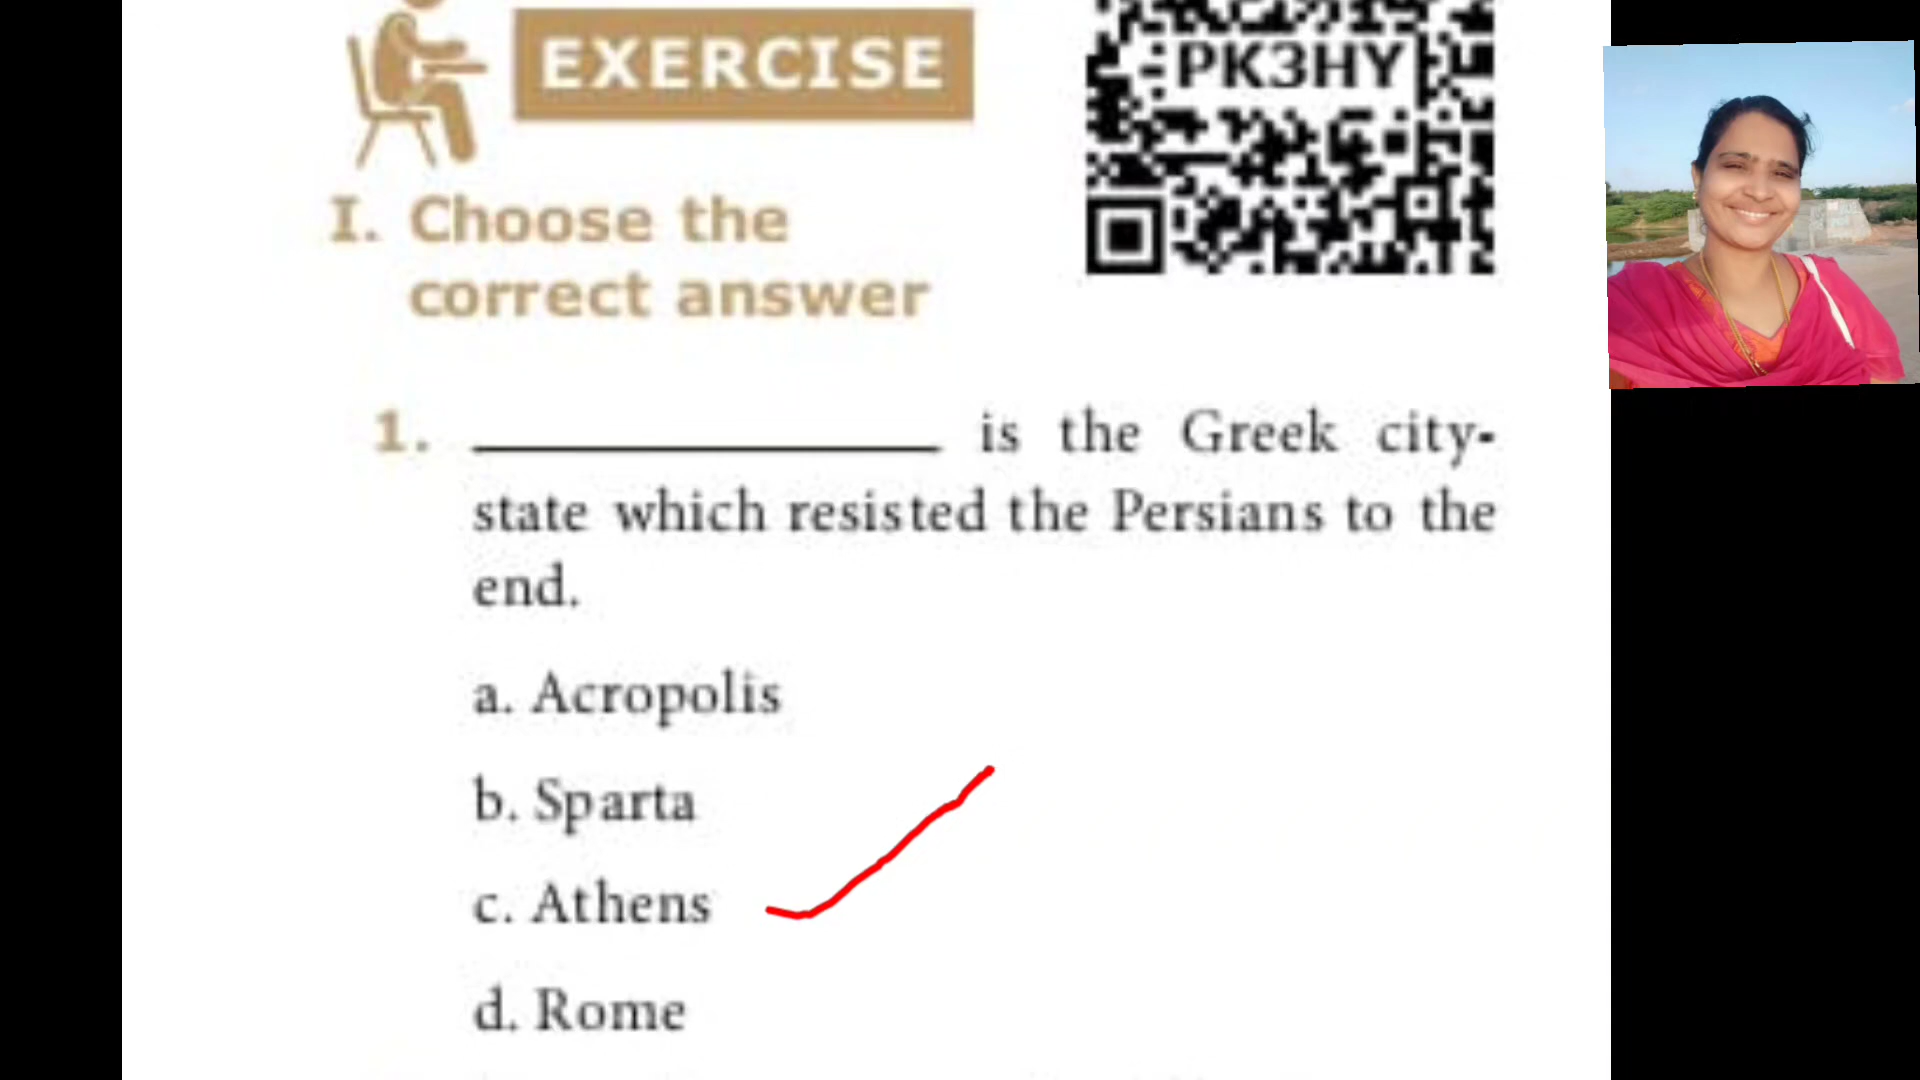 EXERCISE
PK3HY
I. Choose the
correct answer
1. __________ is the Greek city-
state which resisted the Persians to the
end.
a. Acropolis
b. Sparta
c. Athens
d. Rome